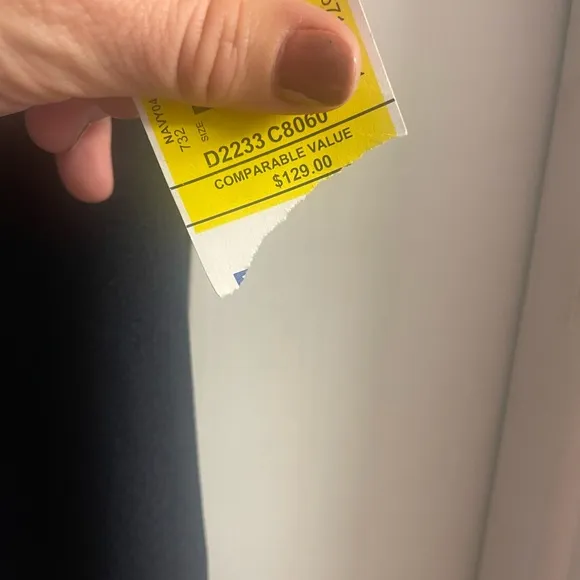 NAVY04
732
SIZE
D2233 C8060
COMPARABLE VALUE
$129.00